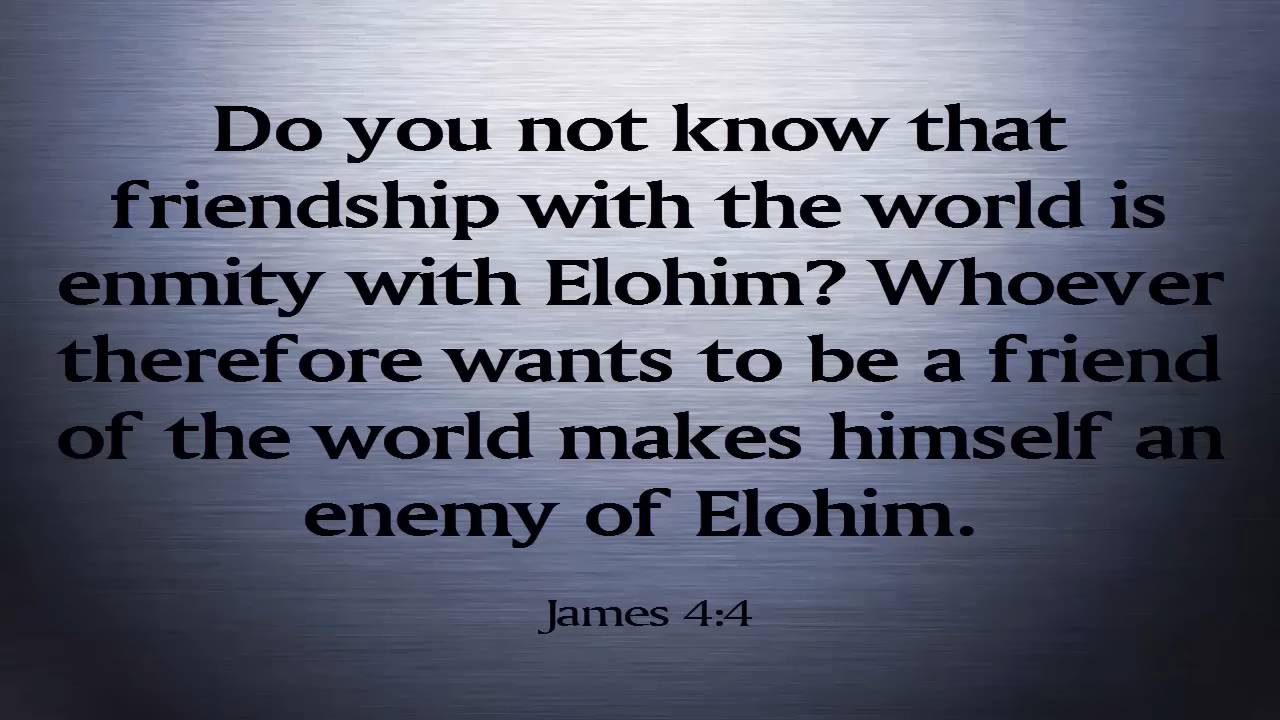 Do you not know that
friendship with the world is
enmity with Elohim? Whoever
therefore wants to be a friend
of the world makes himself an
enemy of Elohim.
James 4:4